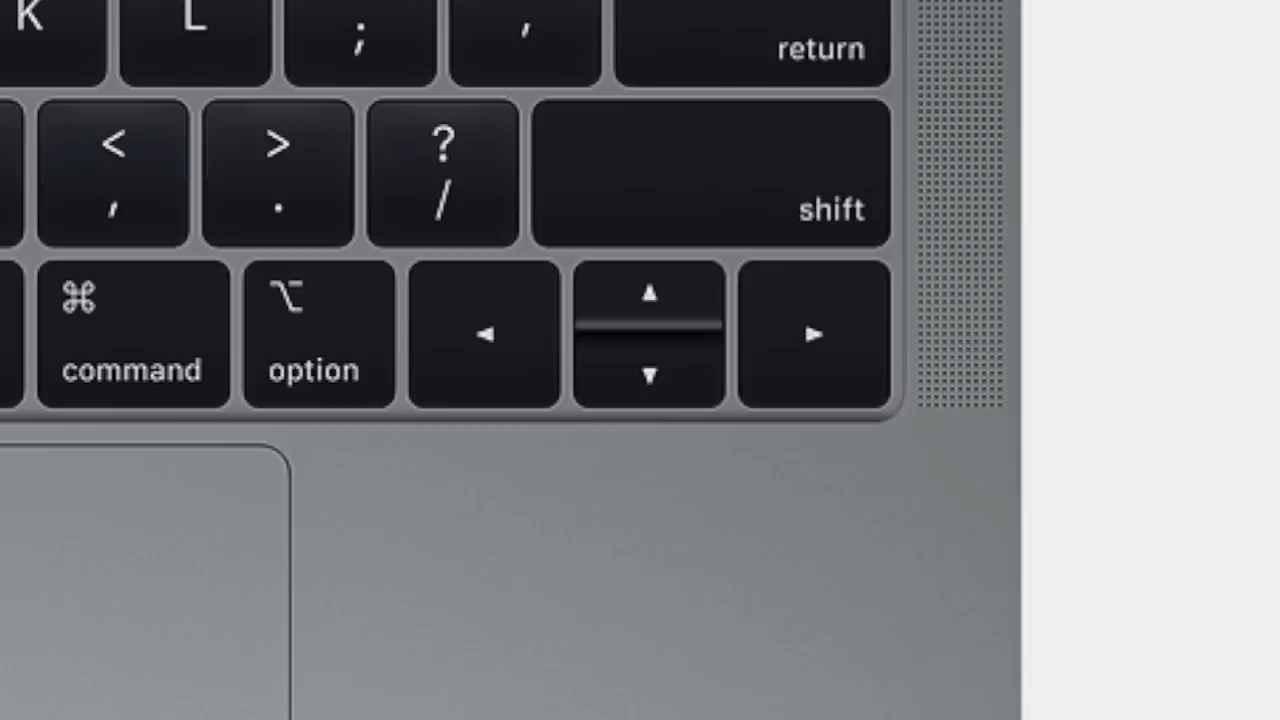 K L ; ' return
< > ?
, . / shift
⌘ ⌥ ◄ ▲ ►
command option ▼